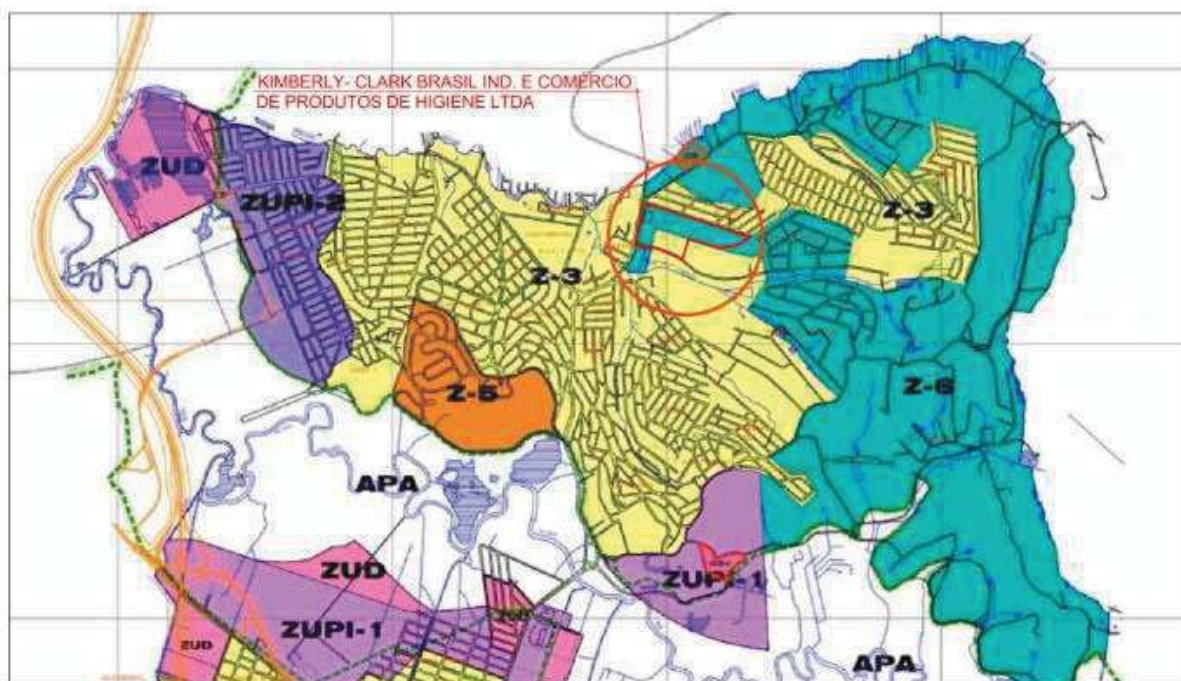 KIMBERLY- CLARK BRASIL IND. E COMÉRCIO
DE PRODUTOS DE HIGIENE LTDA
ZUD
ZUPI-2
Z-3
Z-3
Z-5
Z-6
APA
ZUD
ZUPI-1
ZUPI-1
ZUD
APA